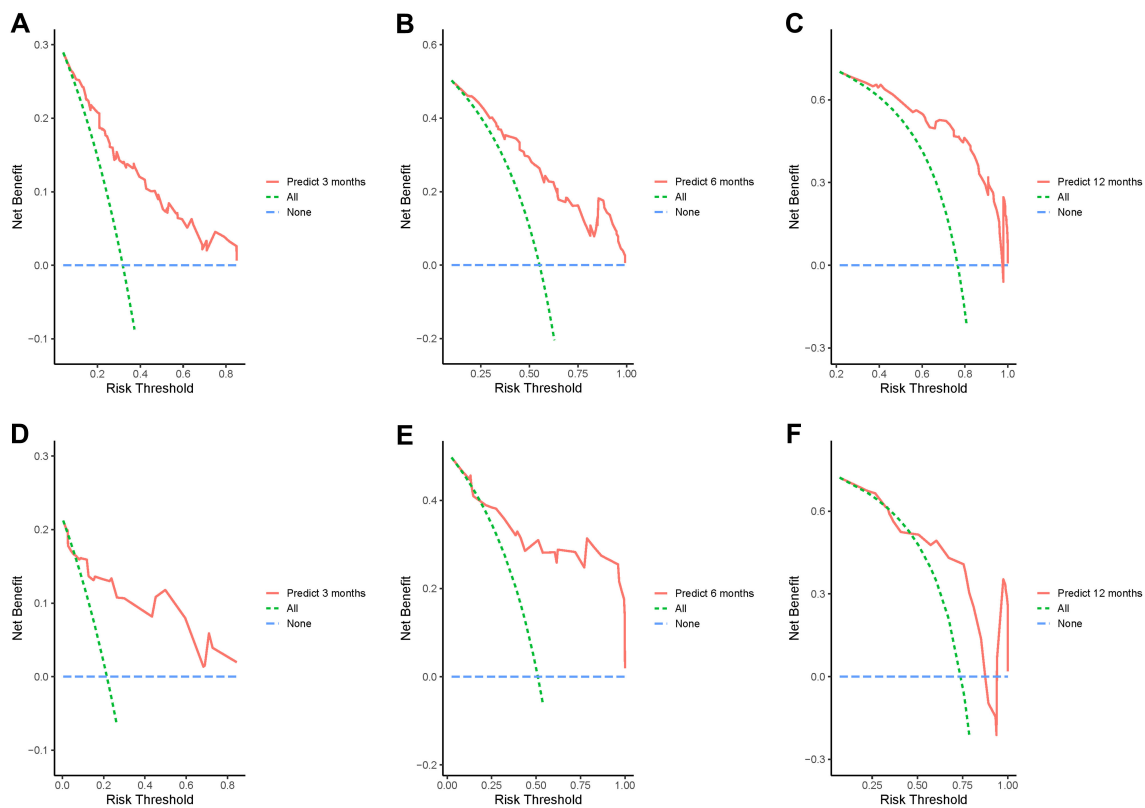 A
B
C
0.3
0.2
0.1
0.0
−0.1
Net Benefit
0.2
0.4
0.6
0.8
Risk Threshold
Predict 3 months
All
None
0.6
0.4
0.2
0.0
−0.2
Net Benefit
0.25
0.50
0.75
1.00
Risk Threshold
Predict 6 months
All
None
0.6
0.3
0.0
−0.3
Net Benefit
0.2
0.4
0.6
0.8
1.0
Risk Threshold
Predict 12 months
All
None
D
E
F
0.3
0.2
0.1
0.0
−0.1
Net Benefit
0.0
0.2
0.4
0.6
0.8
Risk Threshold
Predict 3 months
All
None
0.4
0.2
0.0
−0.2
Net Benefit
0.00
0.25
0.50
0.75
1.00
Risk Threshold
Predict 6 months
All
None
0.6
0.3
0.0
−0.3
Net Benefit
0.25
0.50
0.75
1.00
Risk Threshold
Predict 12 months
All
None